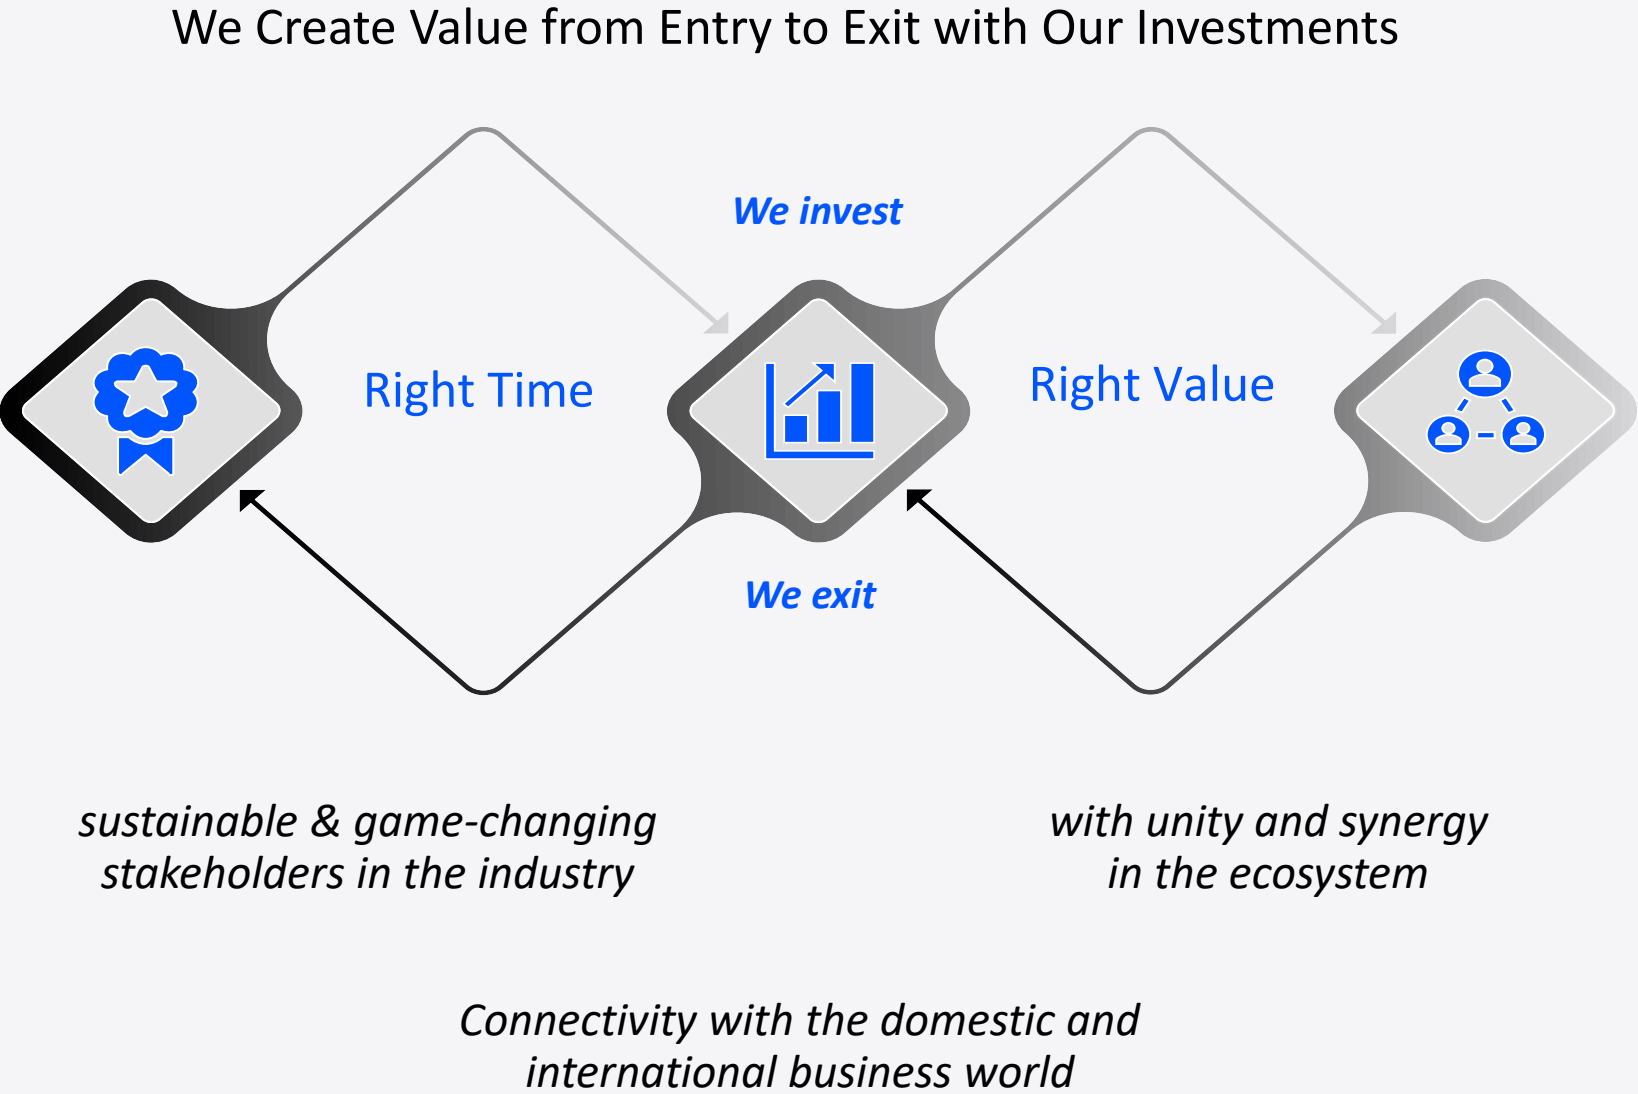 We Create Value from Entry to Exit with Our Investments
We invest
Right Time
Right Value
We exit
sustainable & game-changing
stakeholders in the industry
with unity and synergy
in the ecosystem
Connectivity with the domestic and
international business world